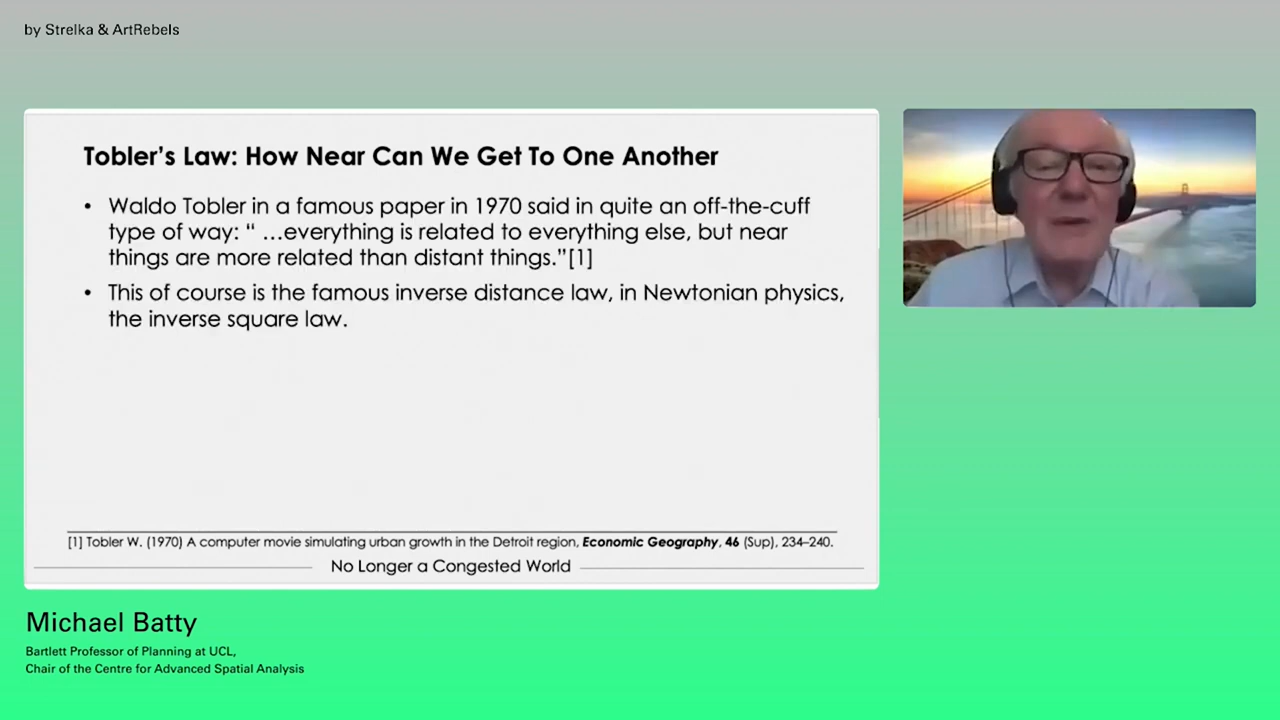 by Strelka & ArtRebels
Tobler's Law: How Near Can We Get To One Another
• Waldo Tobler in a famous paper in 1970 said in quite an off-the-cuff
type of way: “ …everything is related to everything else, but near
things are more related than distant things.”[1]
• This of course is the famous inverse distance law, in Newtonian physics,
the inverse square law.
[1] Tobler W. (1970) A computer movie simulating urban growth in the Detroit region, Economic Geography, 46 (Sup), 234–240.
No Longer a Congested World
Michael Batty
Bartlett Professor of Planning at UCL,
Chair of the Centre for Advanced Spatial Analysis